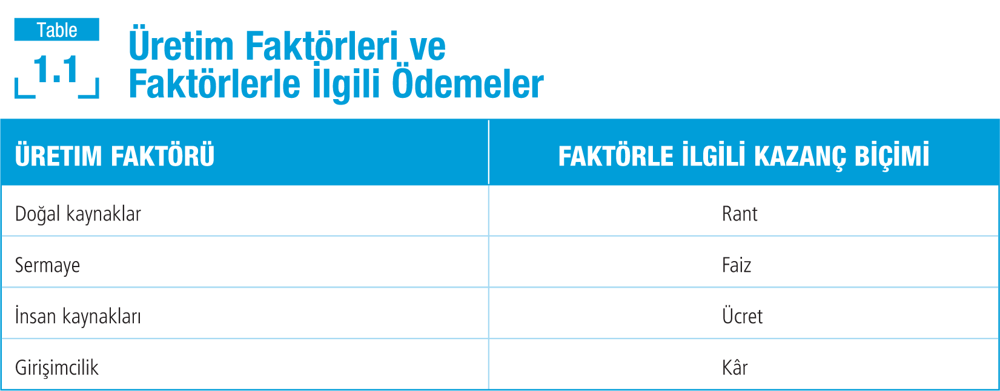 Table
1.1
Üretim Faktörleri ve
Faktörlerle İlgili Ödemeler
ÜRETIM FAKTÖRÜ FAKTÖRLE İLGİLİ KAZANÇ BİÇİMİ
Doğal kaynaklar Rant
Sermaye Faiz
İnsan kaynakları Ücret
Girişimcilik Kâr